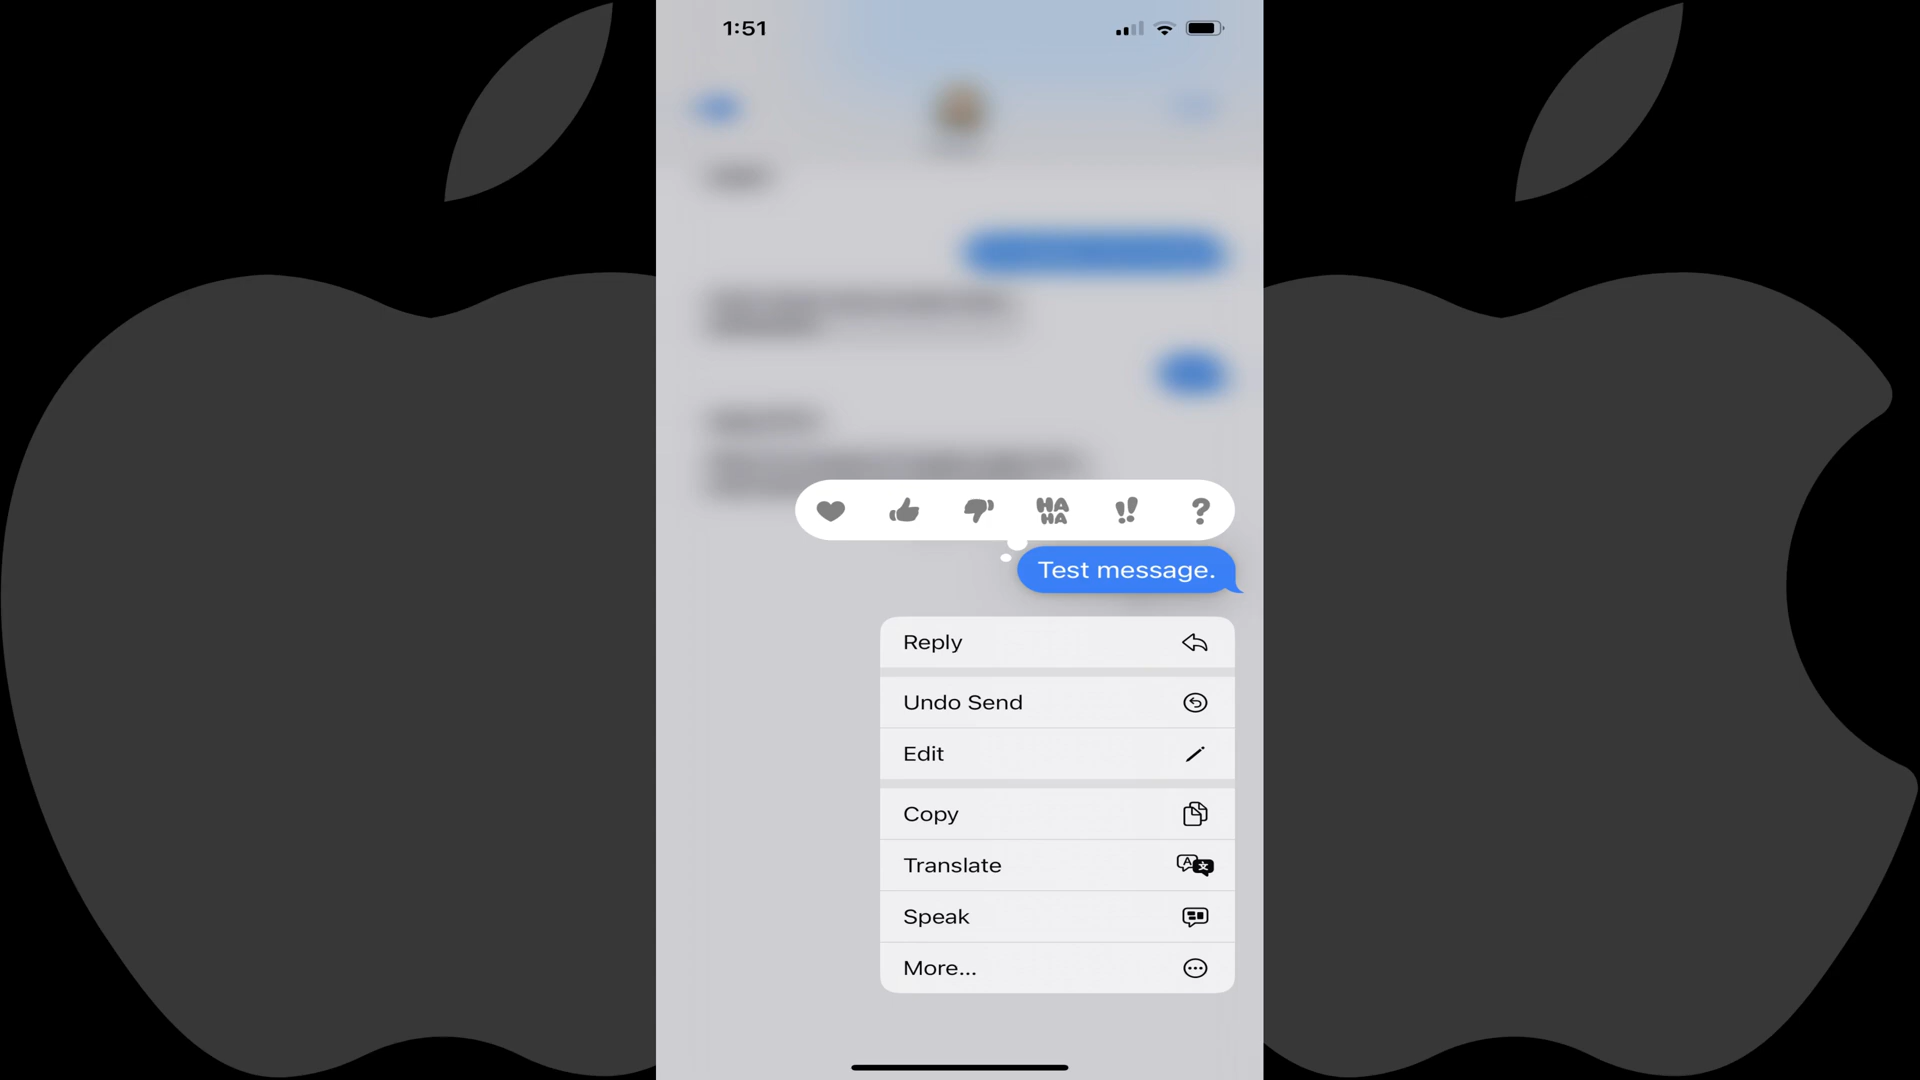 1:51
HA
HA
!!
?
Test message.
Reply
Undo Send
Edit
Copy
Translate
Speak
More...